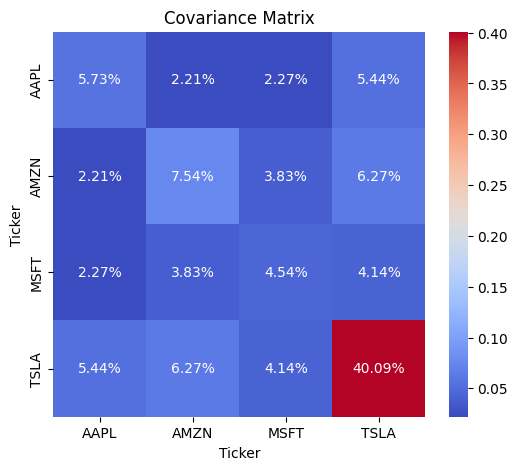 Covariance Matrix
AAPL 5.73% 2.21% 2.27% 5.44%
AMZN 2.21% 7.54% 3.83% 6.27%
MSFT 2.27% 3.83% 4.54% 4.14%
TSLA 5.44% 6.27% 4.14% 40.09%
AAPL AMZN MSFT TSLA
Ticker
Ticker
0.40
0.35
0.30
0.25
0.20
0.15
0.10
0.05